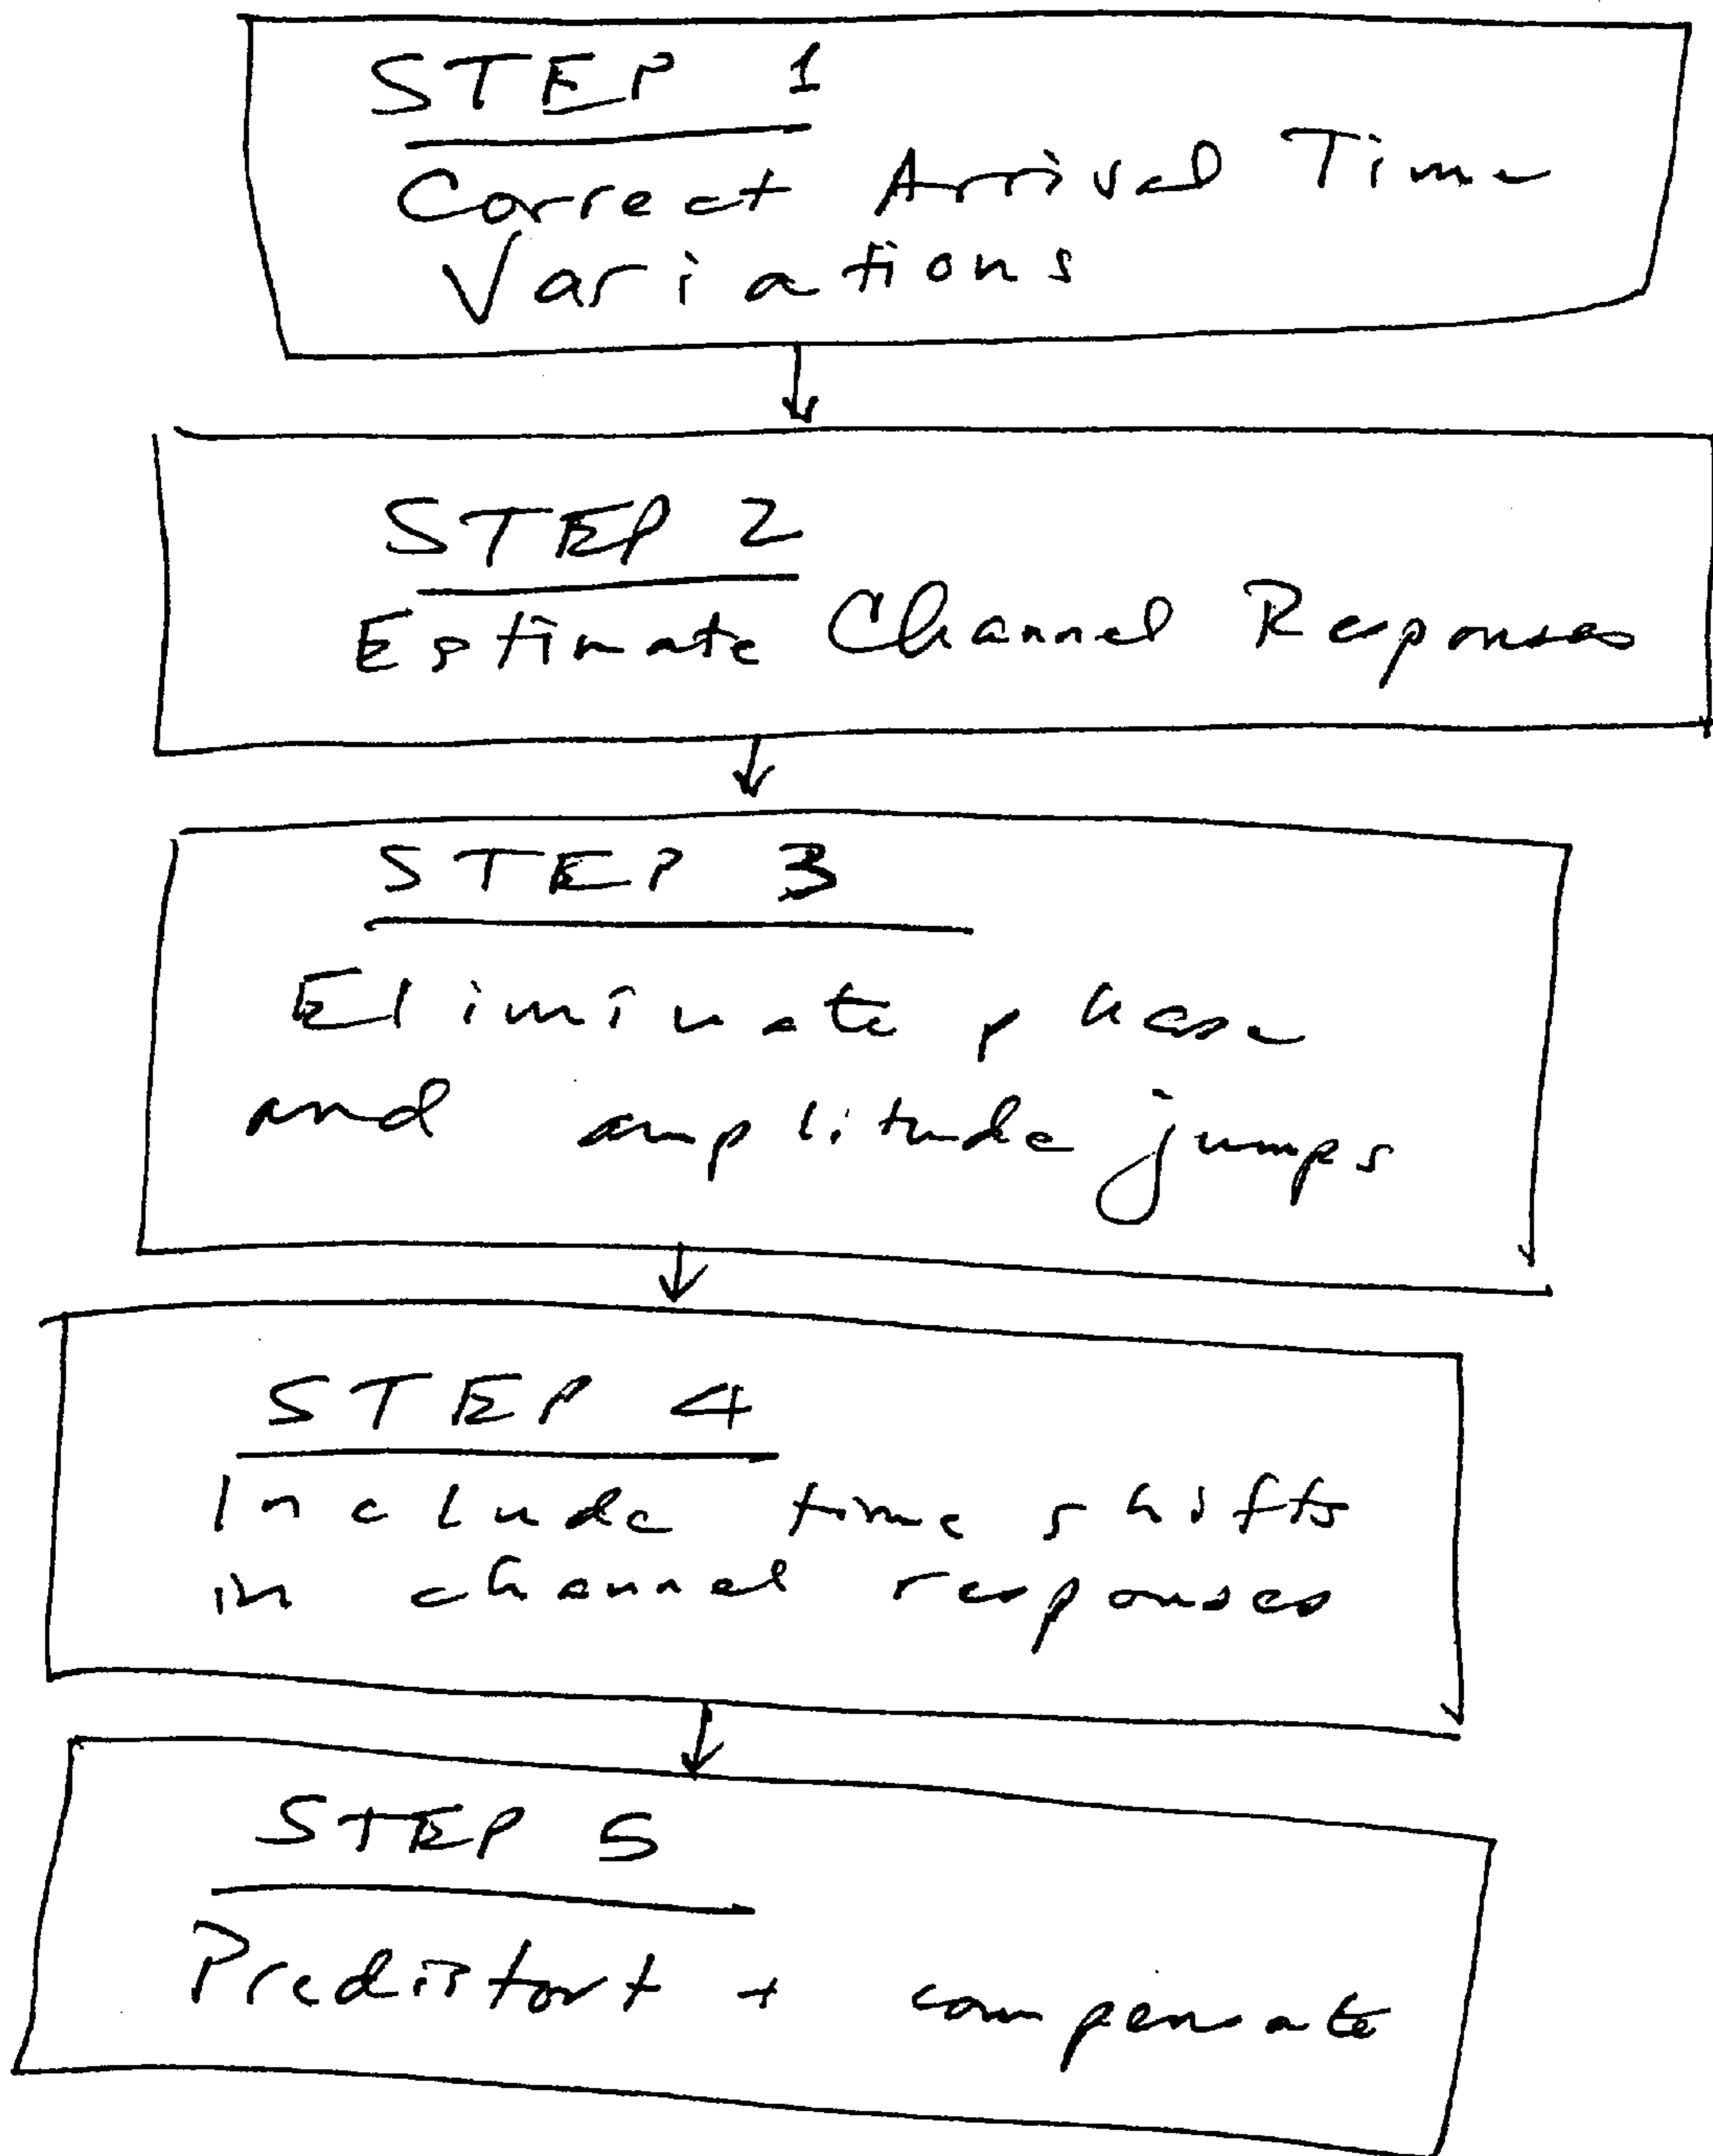 STEP 1
Correct Arrival Time
Variations
STEP 2
Estimate Channel Responses
STEP 3
Eliminate phase
and amplitude jumps
STEP 4
Include time shifts
in channel responses
STEP 5
Predistort + compensate